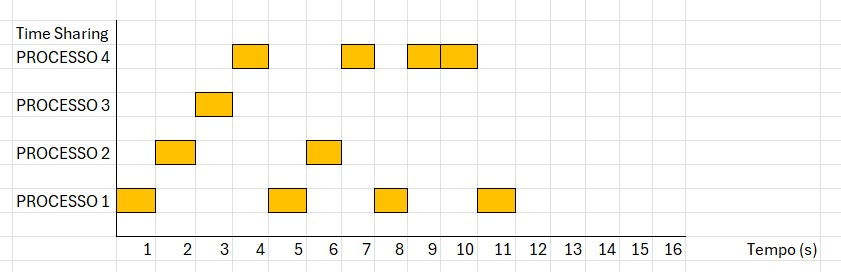 Time Sharing
PROCESSO 4
PROCESSO 3
PROCESSO 2
PROCESSO 1
1 2 3 4 5 6 7 8 9 10 11 12 13 14 15 16 Tempo (s)